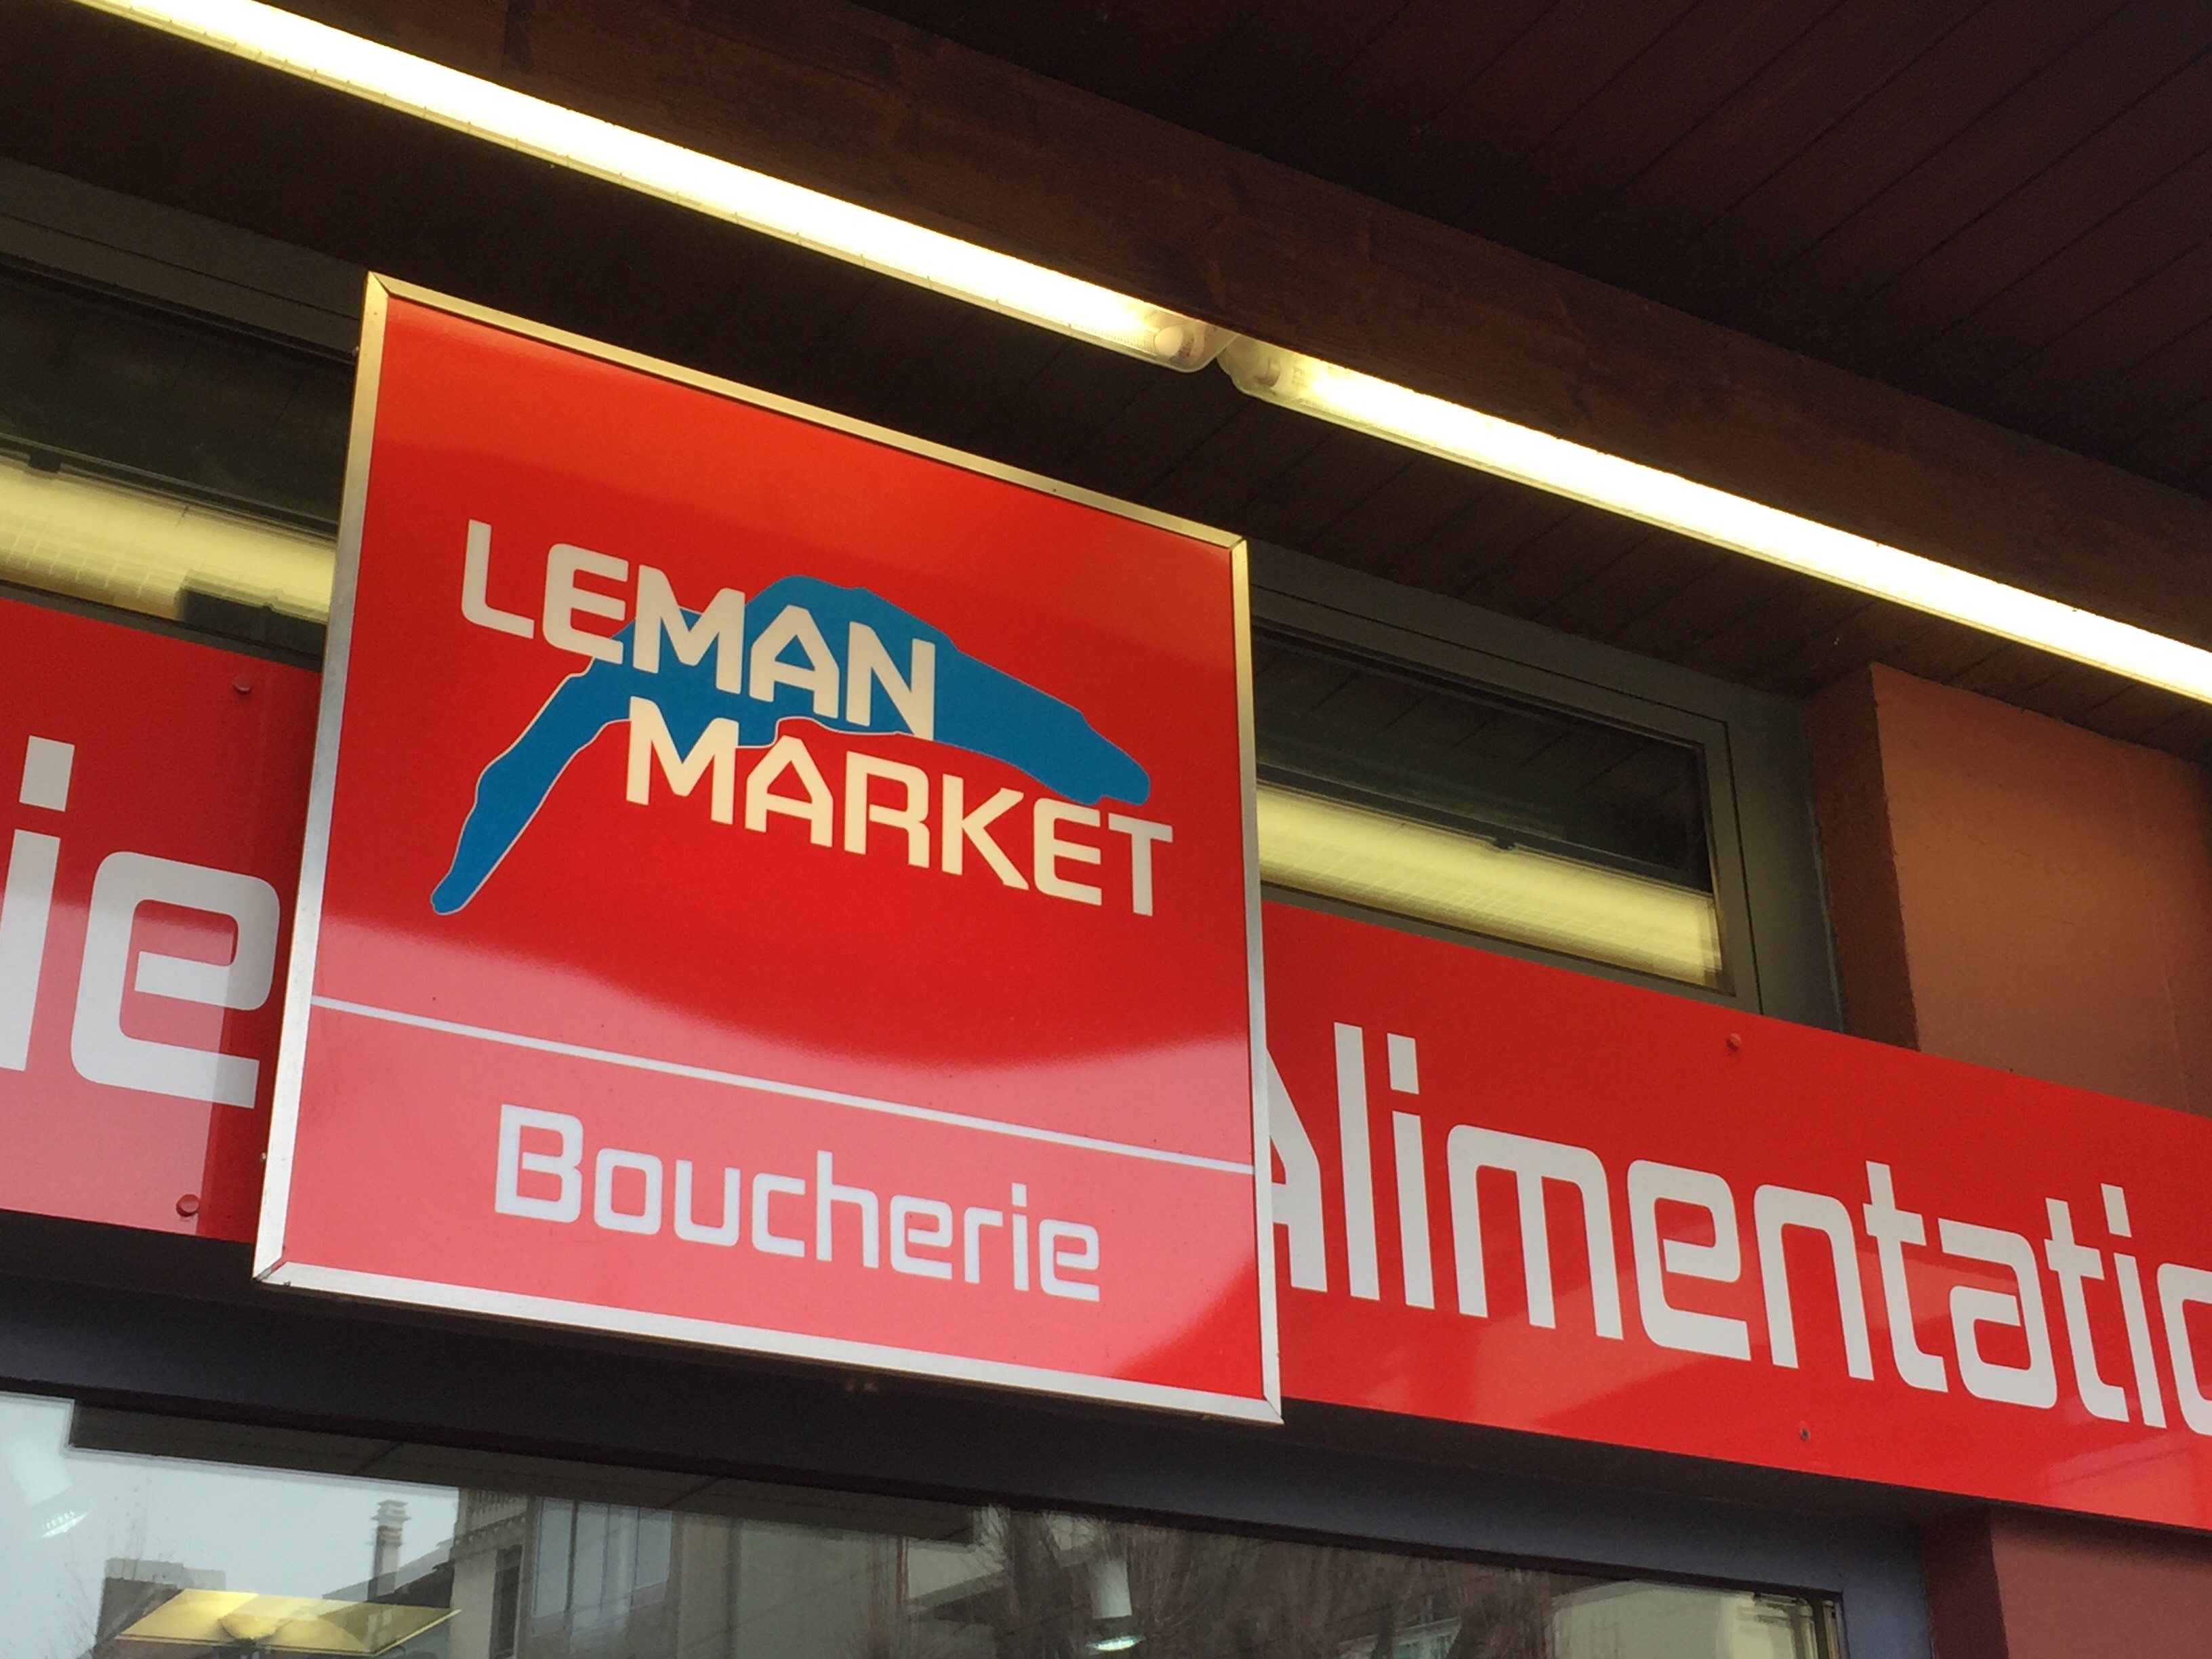 LEMAN
MARKET
Boucherie
ie
Alimentatio